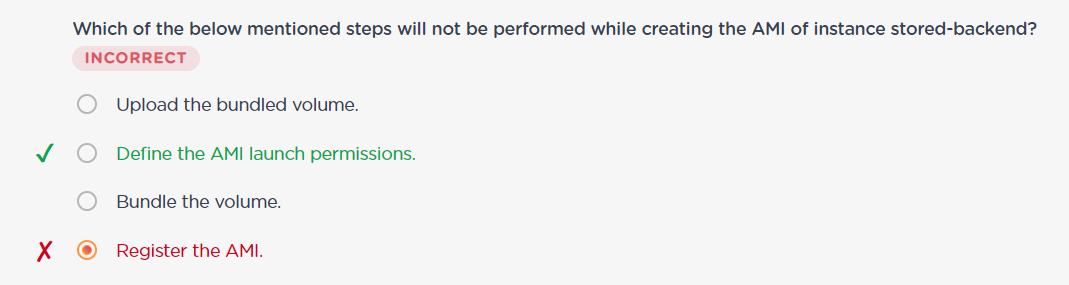 Which of the below mentioned steps will not be performed while creating the AMI of instance stored-backend?
INCORRECT
Upload the bundled volume.
✓ Define the AMI launch permissions.
Bundle the volume.
✗ Register the AMI.